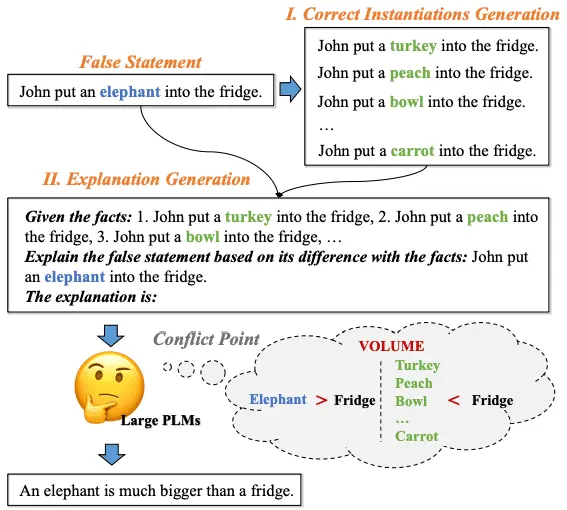 I. Correct Instantiations Generation
False Statement
John put an elephant into the fridge.
John put a turkey into the fridge.
John put a peach into the fridge.
John put a bowl into the fridge.
…
John put a carrot into the fridge.
II. Explanation Generation
Given the facts: 1. John put a turkey into the fridge, 2. John put a peach into
the fridge, 3. John put a bowl into the fridge, …
Explain the false statement based on its difference with the facts: John put
an elephant into the fridge.
The explanation is:
Conflict Point
VOLUME
Elephant > Fridge
Turkey
Peach
Bowl
…
Carrot
< Fridge
Large PLMs
An elephant is much bigger than a fridge.